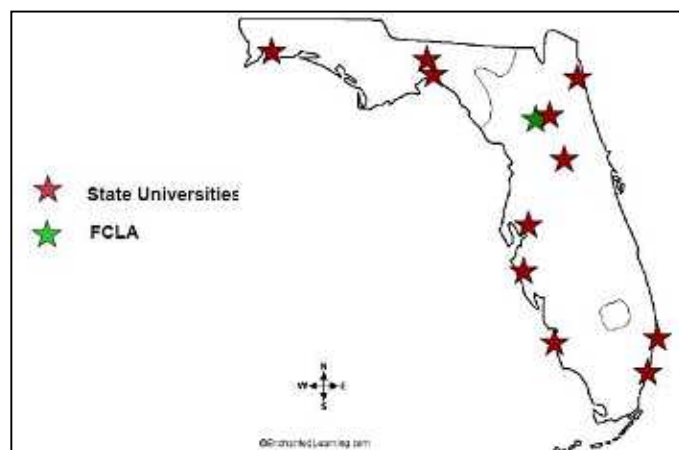 State Universities
FCLA
N
W E
S
©EnchantedLearning.com